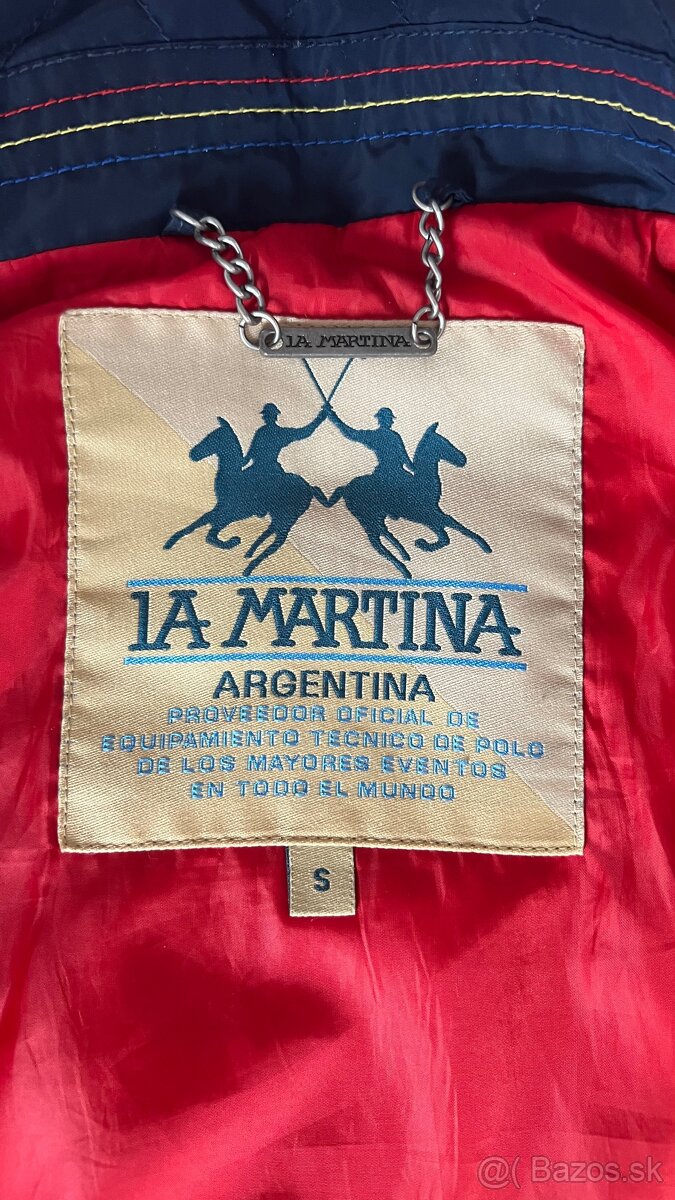 LA MARTINA
LA MARTINA
ARGENTINA
PROVEEDOR OFICIAL DE
EQUIPAMIENTO TECNICO DE POLO
DE LOS MAYORES EVENTOS
EN TODO EL MUNDO
S
@( Bazos.sk